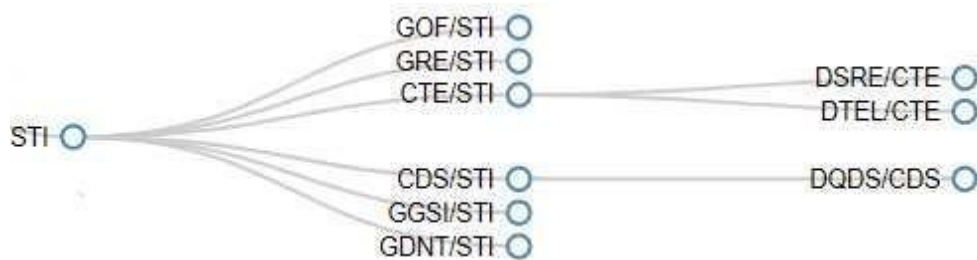 GOF/STI
GRE/STI
CTE/STI
DSRE/CTE
DTEL/CTE
STI
CDS/STI
DQDS/CDS
GGSI/STI
GDNT/STI